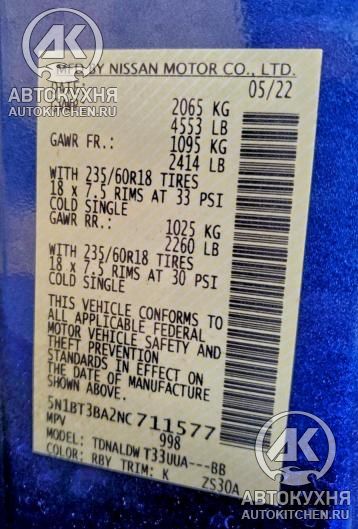 4K
АВТОКУХНЯ
AUTOKITCHEN.RU
MFD BY NISSAN MOTOR CO., LTD.
05/22
2065 KG
4553 LB
GAWR FR.: 1095 KG
2414 LB
WITH 235/60R18 TIRES
18 x 7.5 RIMS AT 33 PSI
COLD SINGLE
GAWR RR.: 1025 KG
2260 LB
WITH 235/60R18 TIRES
18 x 7.5 RIMS AT 30 PSI
COLD SINGLE
THIS VEHICLE CONFORMS TO
ALL APPLICABLE FEDERAL
MOTOR VEHICLE SAFETY AND
THEFT PREVENTION
STANDARDS IN EFFECT ON
THE DATE OF MANUFACTURE
SHOWN ABOVE.
5N1BT3BA2NC711577
MPV 998
MODEL: TDNALDWT33UUA---BB
COLOR: RBY TRIM: K ZS30A
4K
АВТОКУХНЯ
AUTOKITCHEN.RU